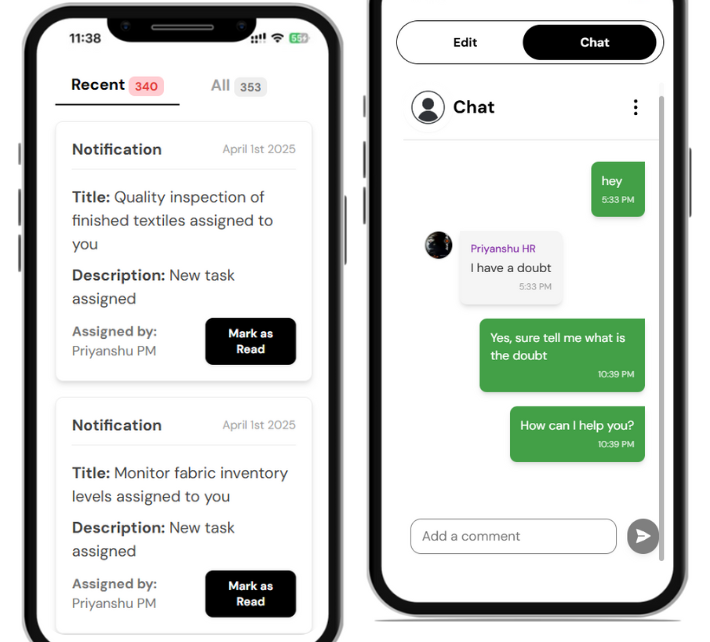 11:38
55
Recent 340 All 353
Notification April 1st 2025
Title: Quality inspection of
finished textiles assigned to
you
Description: New task
assigned
Assigned by:
Priyanshu PM
Mark as
Read
Notification April 1st 2025
Title: Monitor fabric inventory
levels assigned to you
Description: New task
assigned
Assigned by:
Priyanshu PM
Mark as
Read
Edit Chat
Chat
hey
5:33 PM
Priyanshu HR
I have a doubt
5:33 PM
Yes, sure tell me what is
the doubt
10:39 PM
How can I help you?
10:39 PM
Add a comment